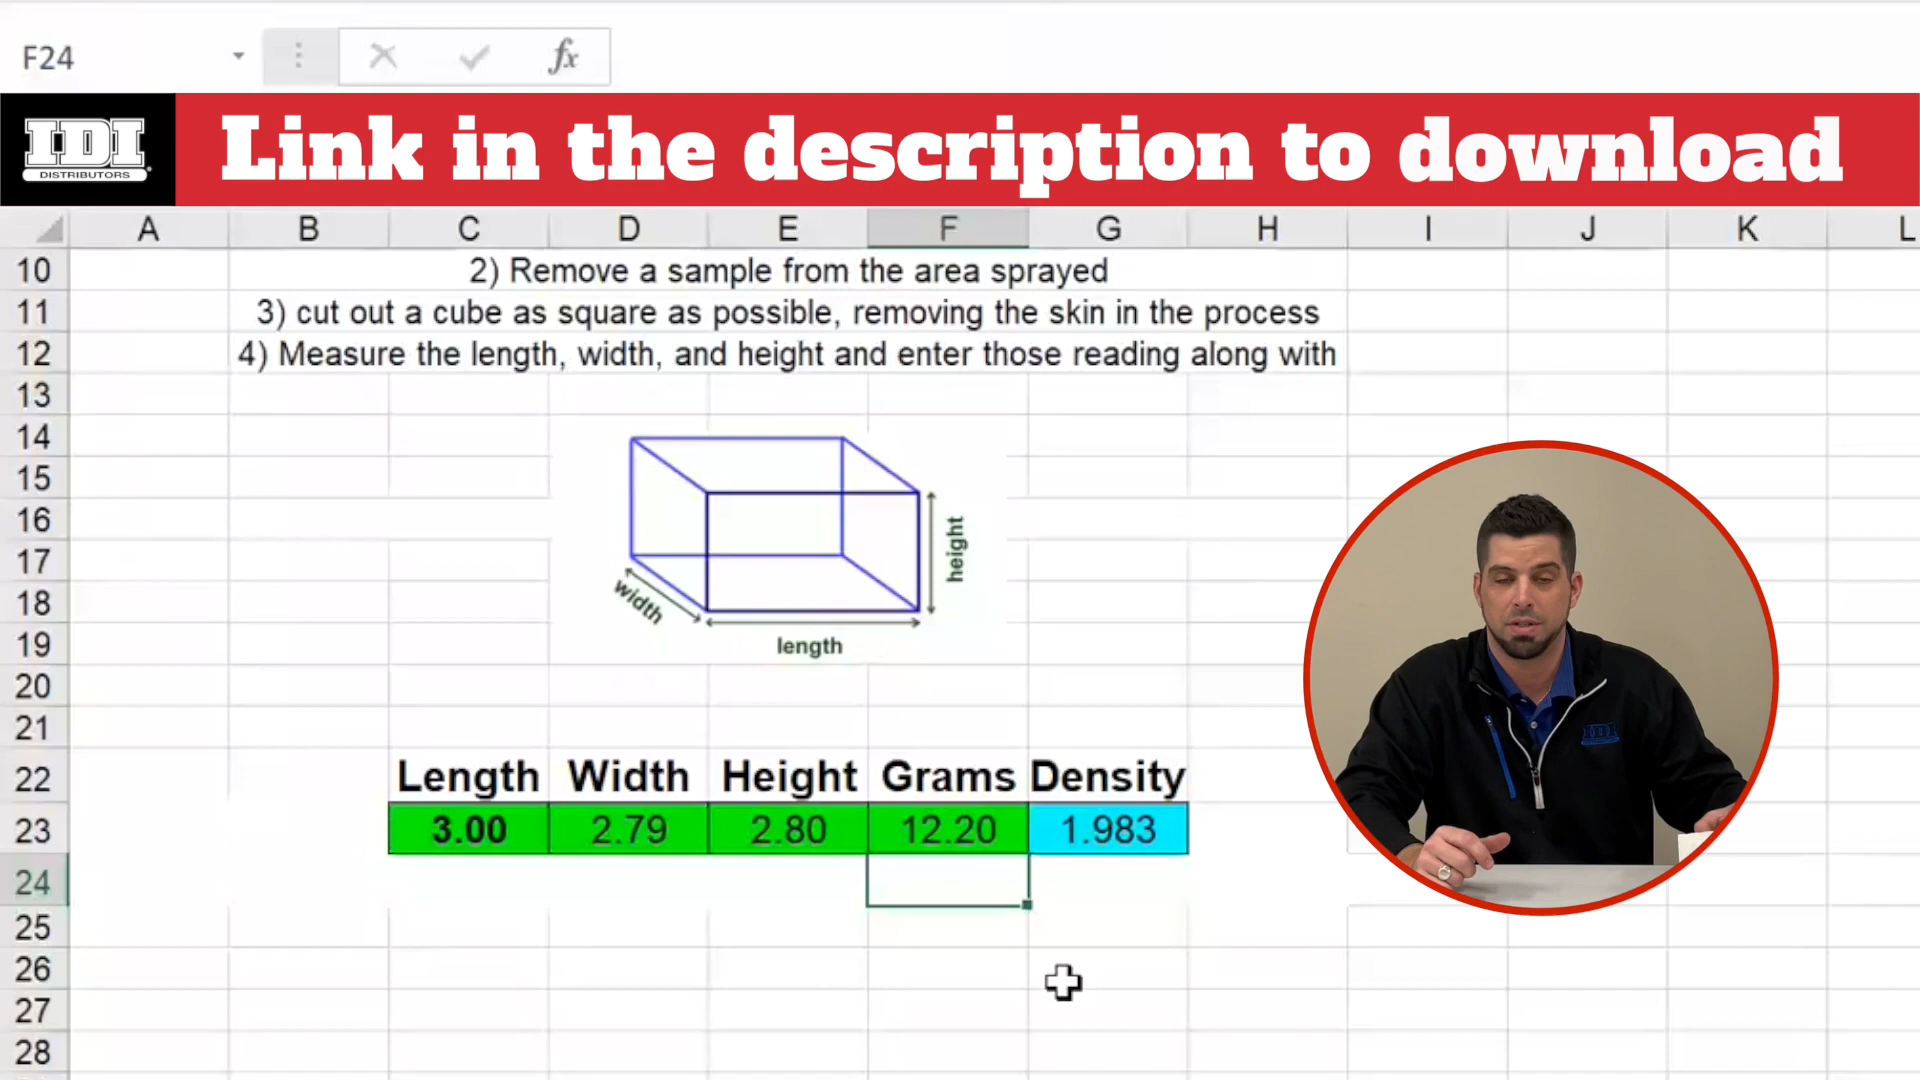 F24
fx
IDI
DISTRIBUTORS
Link in the description to download
A B C D E F G H I J K L
10 2) Remove a sample from the area sprayed
11 3) cut out a cube as square as possible, removing the skin in the process
12 4) Measure the length, width, and height and enter those reading along with
13
14
15
16
height
17
18
width
19
length
20
21
22 Length Width Height Grams Density
23 3.00 2.79 2.80 12.20 1.983
24
25
26
27
28
IDI